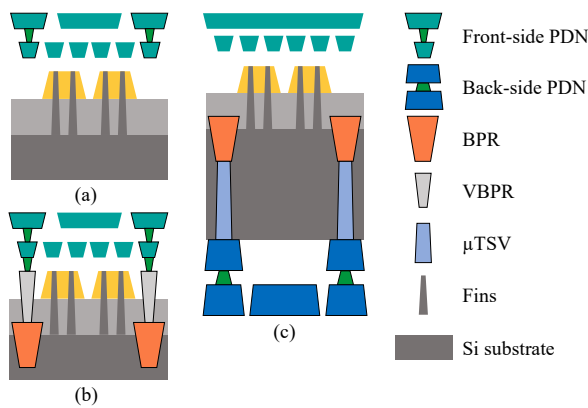 (a)
(b)
(c)
Front-side PDN
Back-side PDN
BPR
VBPR
µTSV
Fins
Si substrate